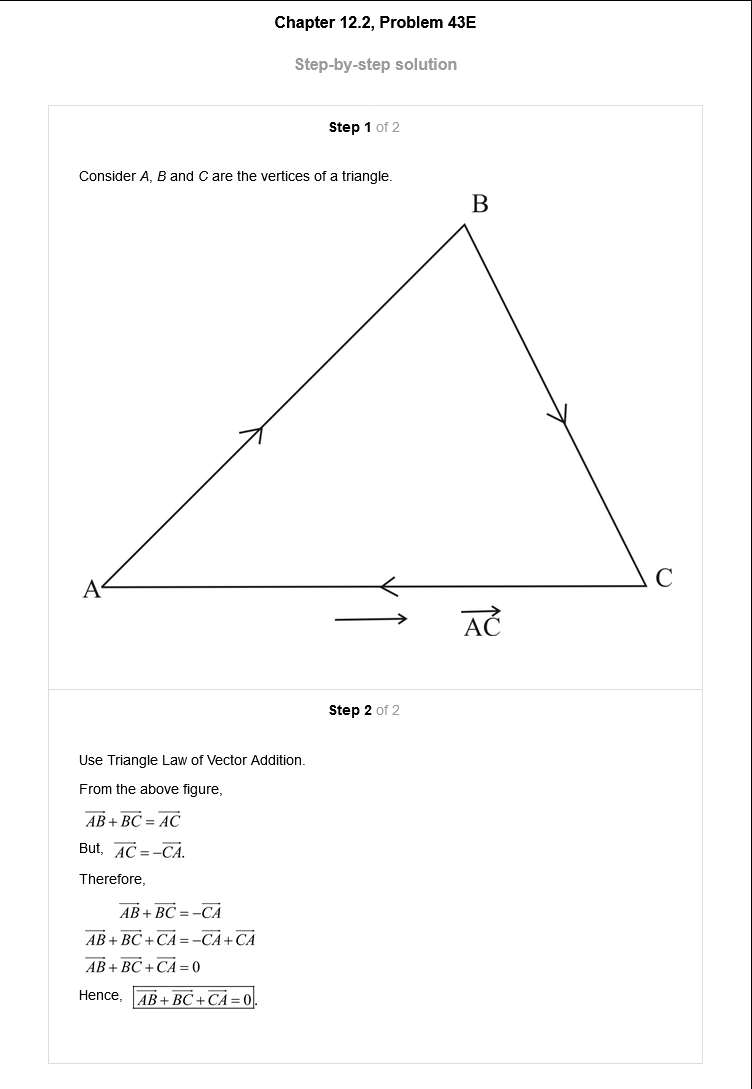 Chapter 12.2, Problem 43E
Step-by-step solution
Step 1 of 2
Consider A, B and C are the vertices of a triangle.
B
A
C
$\overrightarrow{AC}$
Step 2 of 2
Use Triangle Law of Vector Addition.
From the above figure,
$\overrightarrow{AB} + \overrightarrow{BC} = \overrightarrow{AC}$
But, $\overrightarrow{AC} = -\overrightarrow{CA}.$
Therefore,
$\overrightarrow{AB} + \overrightarrow{BC} = -\overrightarrow{CA}$
$\overrightarrow{AB} + \overrightarrow{BC} + \overrightarrow{CA} = -\overrightarrow{CA} + \overrightarrow{CA}$
$\overrightarrow{AB} + \overrightarrow{BC} + \overrightarrow{CA} = 0$
Hence, $\boxed{\overrightarrow{AB} + \overrightarrow{BC} + \overrightarrow{CA} = 0}.$